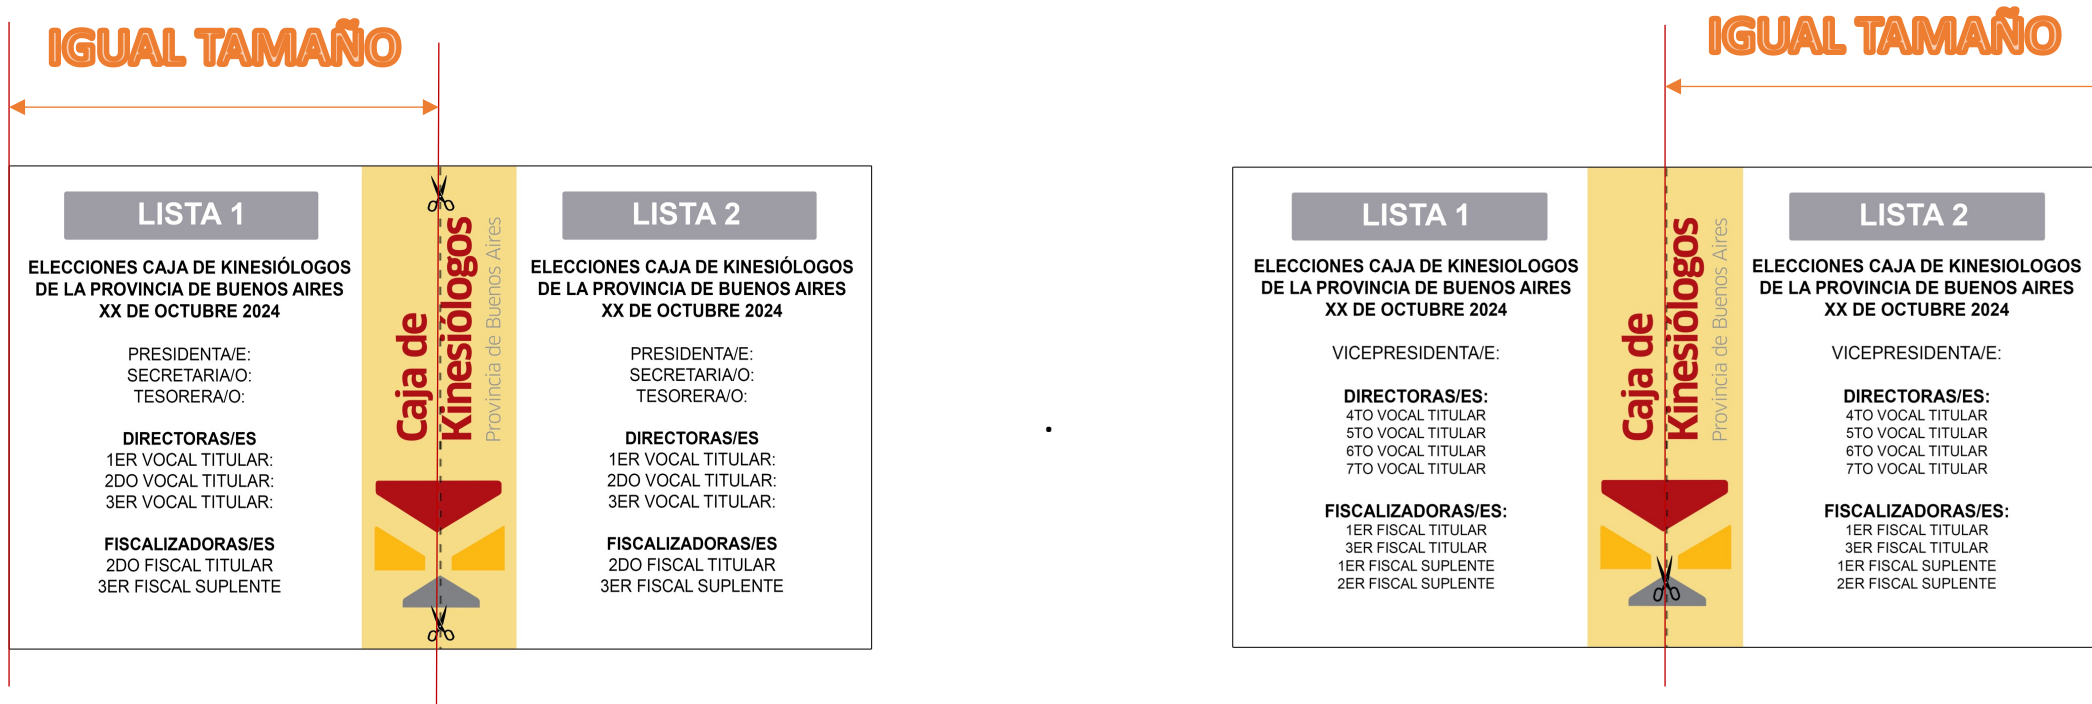 IGUAL TAMAÑO
LISTA 1
ELECCIONES CAJA DE KINESIÓLOGOS
DE LA PROVINCIA DE BUENOS AIRES
XX DE OCTUBRE 2024
PRESIDENTA/E:
SECRETARIA/O:
TESORERA/O:
DIRECTORAS/ES
1ER VOCAL TITULAR:
2DO VOCAL TITULAR:
3ER VOCAL TITULAR:
FISCALIZADORAS/ES
2DO FISCAL TITULAR
3ER FISCAL SUPLENTE
Caja de
Kinesiólogos
Provincia de Buenos Aires
LISTA 2
ELECCIONES CAJA DE KINESIÓLOGOS
DE LA PROVINCIA DE BUENOS AIRES
XX DE OCTUBRE 2024
PRESIDENTA/E:
SECRETARIA/O:
TESORERA/O:
DIRECTORAS/ES
1ER VOCAL TITULAR:
2DO VOCAL TITULAR:
3ER VOCAL TITULAR:
FISCALIZADORAS/ES
2DO FISCAL TITULAR
3ER FISCAL SUPLENTE
.
IGUAL TAMAÑO
LISTA 1
ELECCIONES CAJA DE KINESIOLOGOS
DE LA PROVINCIA DE BUENOS AIRES
XX DE OCTUBRE 2024
VICEPRESIDENTA/E:
DIRECTORAS/ES:
4TO VOCAL TITULAR
5TO VOCAL TITULAR
6TO VOCAL TITULAR
7TO VOCAL TITULAR
FISCALIZADORAS/ES:
1ER FISCAL TITULAR
3ER FISCAL TITULAR
1ER FISCAL SUPLENTE
2ER FISCAL SUPLENTE
Caja de
Kinesiólogos
Provincia de Buenos Aires
LISTA 2
ELECCIONES CAJA DE KINESIOLOGOS
DE LA PROVINCIA DE BUENOS AIRES
XX DE OCTUBRE 2024
VICEPRESIDENTA/E:
DIRECTORAS/ES:
4TO VOCAL TITULAR
5TO VOCAL TITULAR
6TO VOCAL TITULAR
7TO VOCAL TITULAR
FISCALIZADORAS/ES:
1ER FISCAL TITULAR
3ER FISCAL TITULAR
1ER FISCAL SUPLENTE
2ER FISCAL SUPLENTE